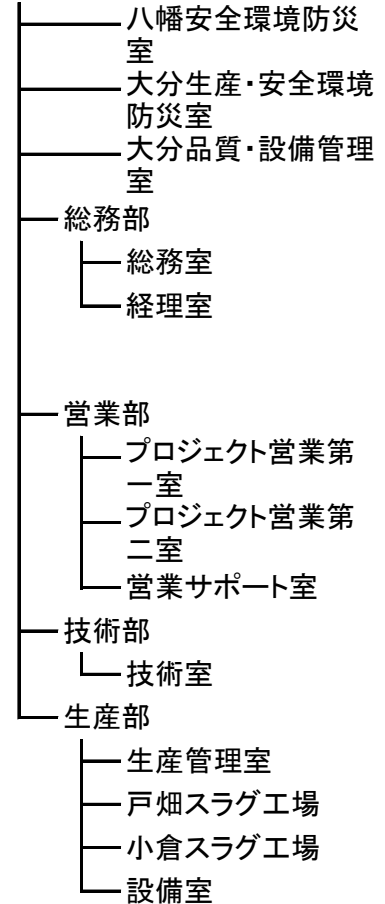 八幡安全環境防災
室
大分生産・安全環境
防災室
大分品質・設備管理
室
総務部
総務室
経理室
営業部
プロジェクト営業第
一室
プロジェクト営業第
二室
営業サポート室
技術部
技術室
生産部
生産管理室
戸畑スラグ工場
小倉スラグ工場
設備室